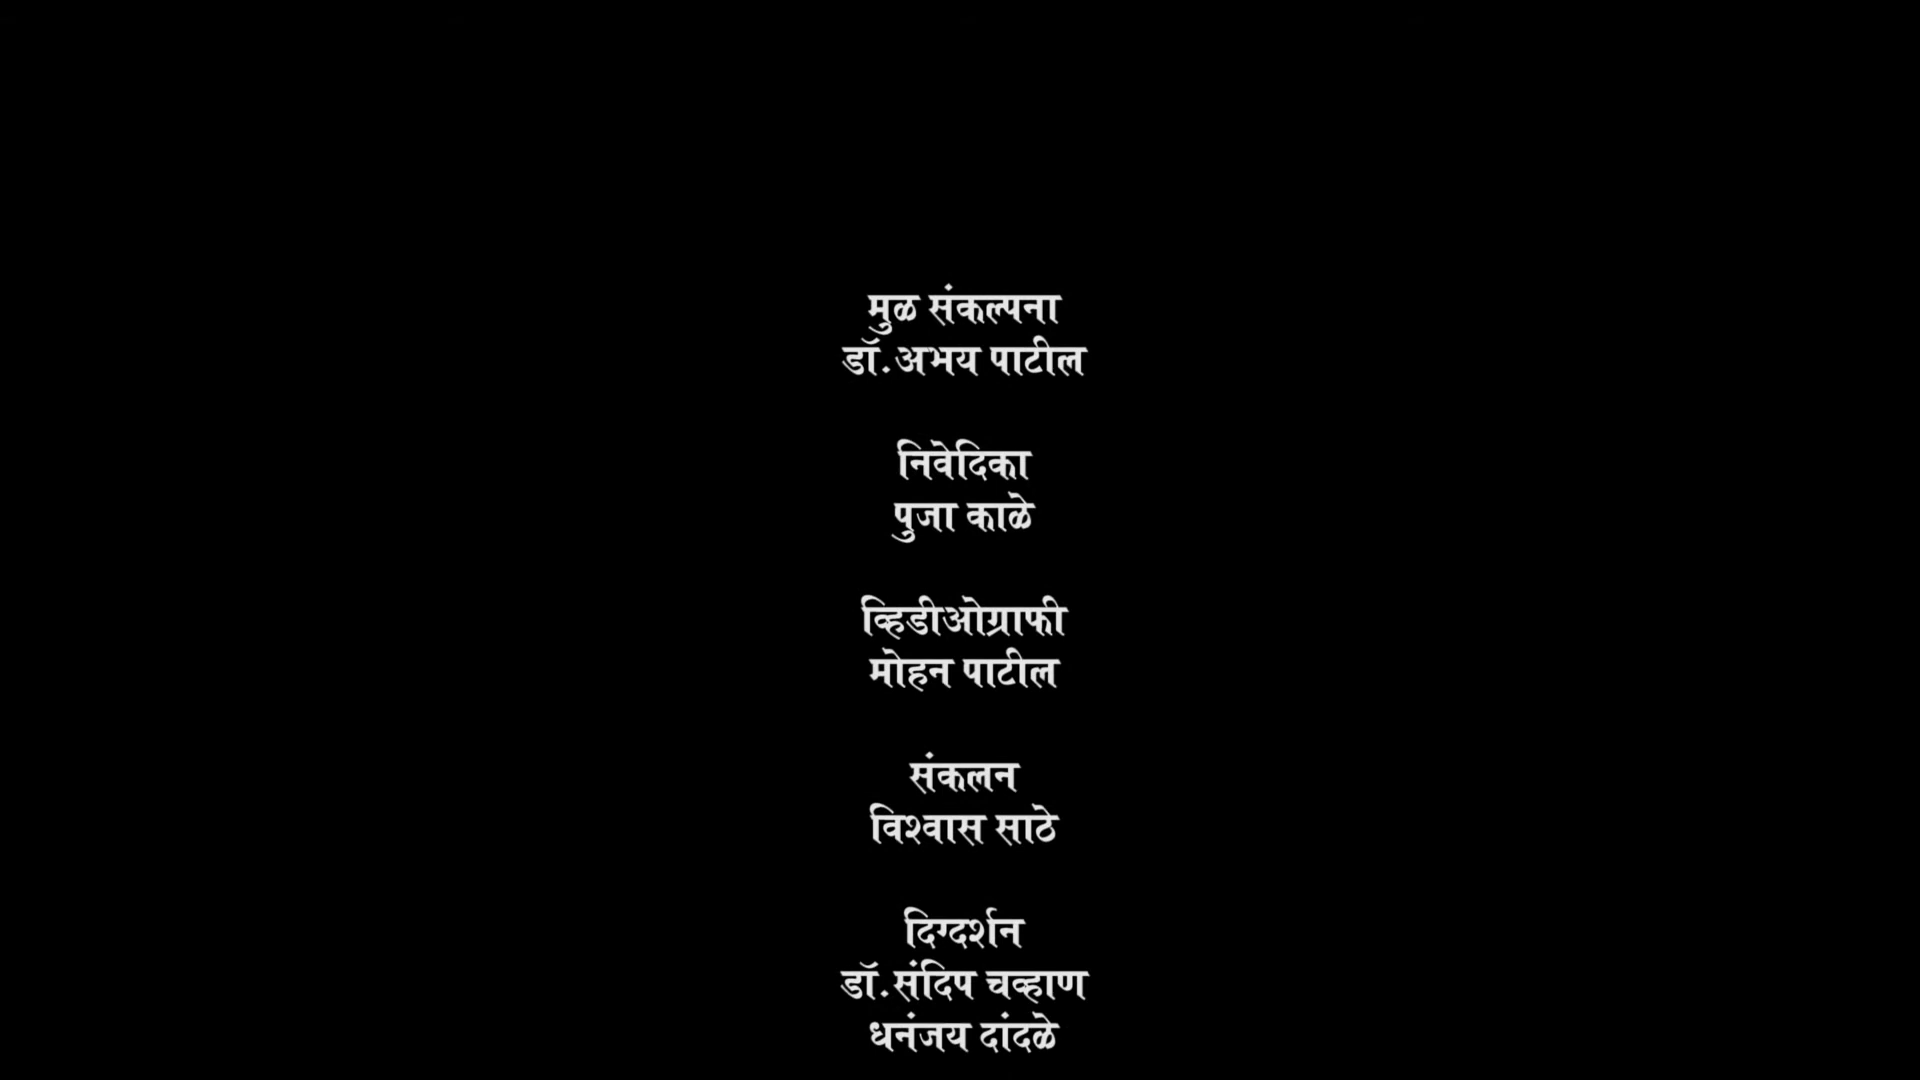 मुळ संकल्पना
डॉ.अभय पाटील
निवेदिका
पुजा काळे
व्हिडीओग्राफी
मोहन पाटील
संकलन
विश्वास साठे
दिग्दर्शन
डॉ.संदिप चव्हाण
धनंजय दांदळे